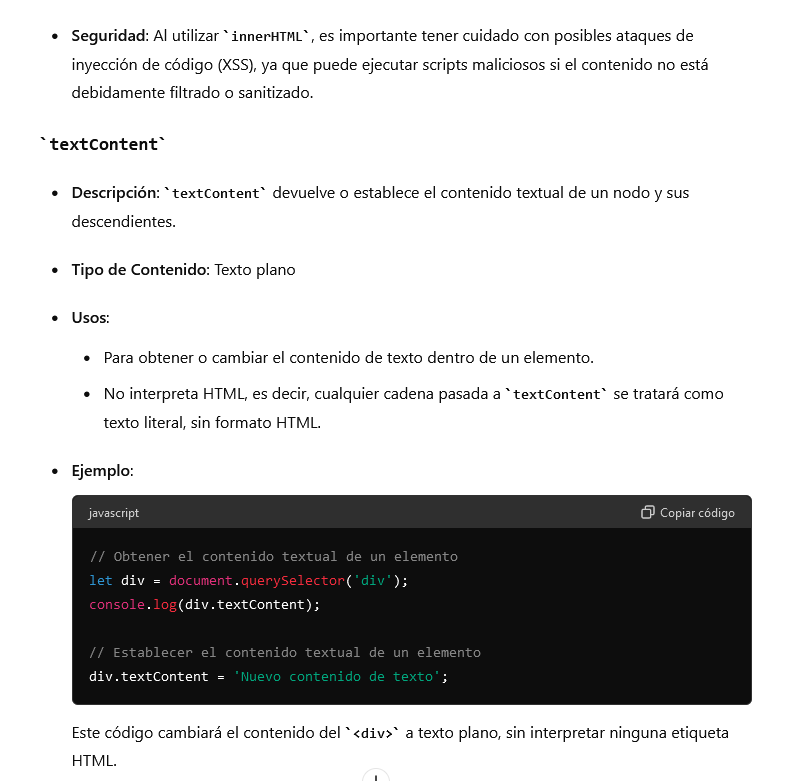 • Seguridad: Al utilizar `innerHTML`, es importante tener cuidado con posibles ataques de
inyección de código (XSS), ya que puede ejecutar scripts maliciosos si el contenido no está
debidamente filtrado o sanitizado.
`textContent`
• Descripción: `textContent` devuelve o establece el contenido textual de un nodo y sus
descendientes.
• Tipo de Contenido: Texto plano
• Usos:
• Para obtener o cambiar el contenido de texto dentro de un elemento.
• No interpreta HTML, es decir, cualquier cadena pasada a `textContent` se tratará como
texto literal, sin formato HTML.
• Ejemplo:
javascript Copiar código
// Obtener el contenido textual de un elemento
let div = document.querySelector('div');
console.log(div.textContent);
// Establecer el contenido textual de un elemento
div.textContent = 'Nuevo contenido de texto';
Este código cambiará el contenido del `<div>` a texto plano, sin interpretar ninguna etiqueta
HTML.